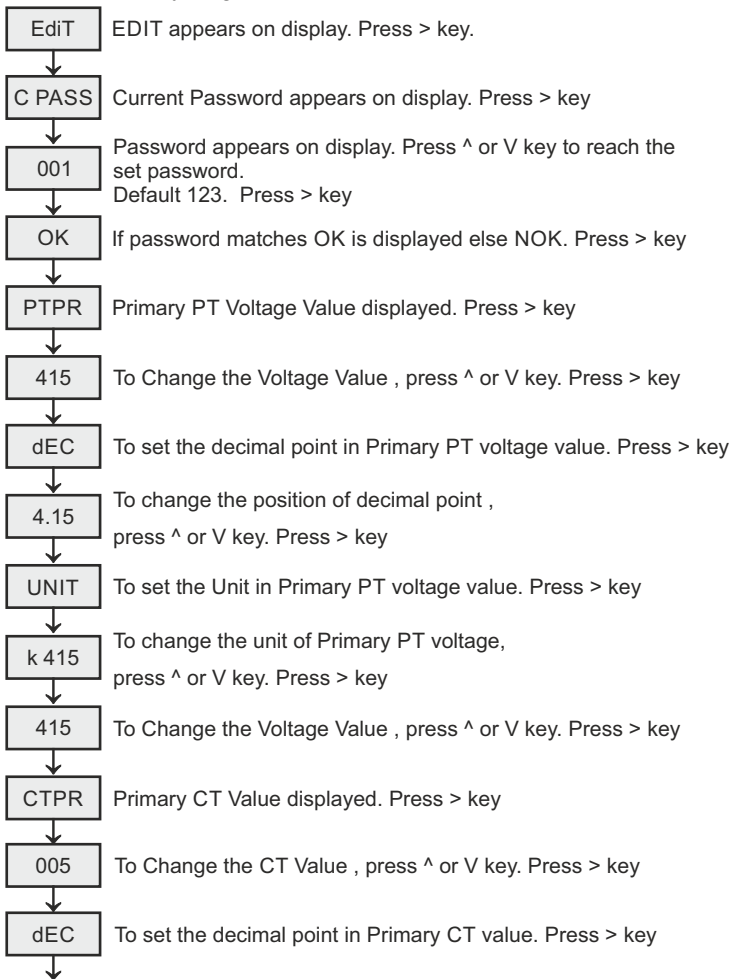 EdiT EDIT appears on display. Press > key.
C PASS Current Password appears on display. Press > key
001 Password appears on display. Press ^ or V key to reach the
set password.
Default 123. Press > key
OK If password matches OK is displayed else NOK. Press > key
PTPR Primary PT Voltage Value displayed. Press > key
415 To Change the Voltage Value , press ^ or V key. Press > key
dEC To set the decimal point in Primary PT voltage value. Press > key
4.15 To change the position of decimal point ,
press ^ or V key. Press > key
UNIT To set the Unit in Primary PT voltage value. Press > key
k 415 To change the unit of Primary PT voltage,
press ^ or V key. Press > key
415 To Change the Voltage Value , press ^ or V key. Press > key
CTPR Primary CT Value displayed. Press > key
005 To Change the CT Value , press ^ or V key. Press > key
dEC To set the decimal point in Primary CT value. Press > key